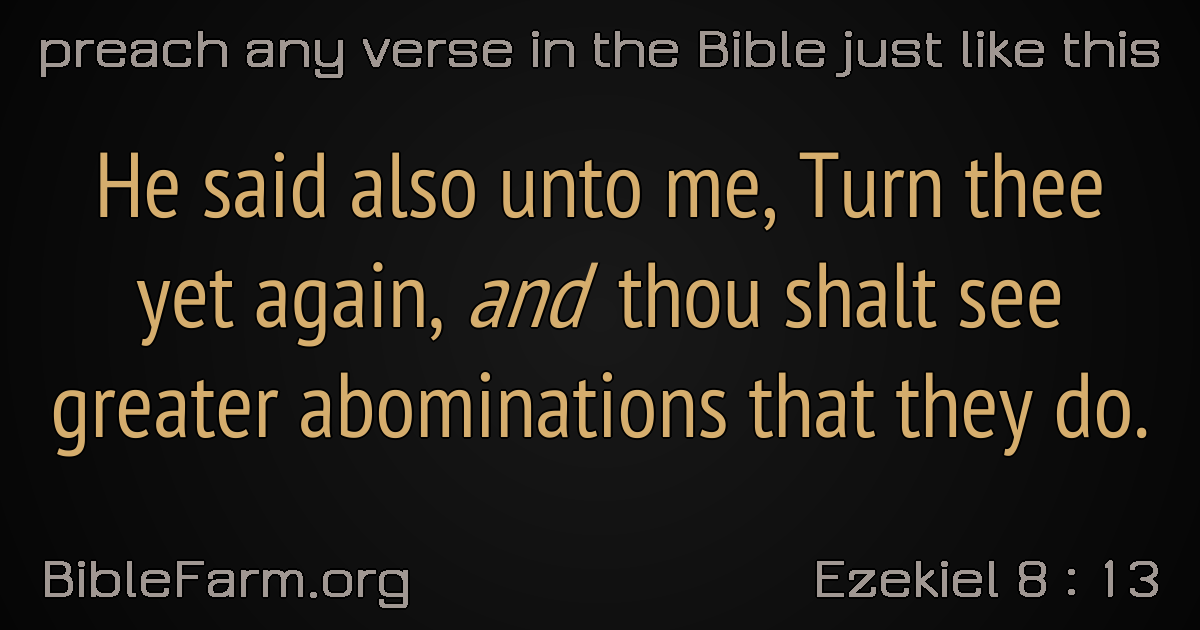 preach any verse in the Bible just like this
He said also unto me, Turn thee
yet again, and thou shalt see
greater abominations that they do.
BibleFarm.org
Ezekiel 8 : 13